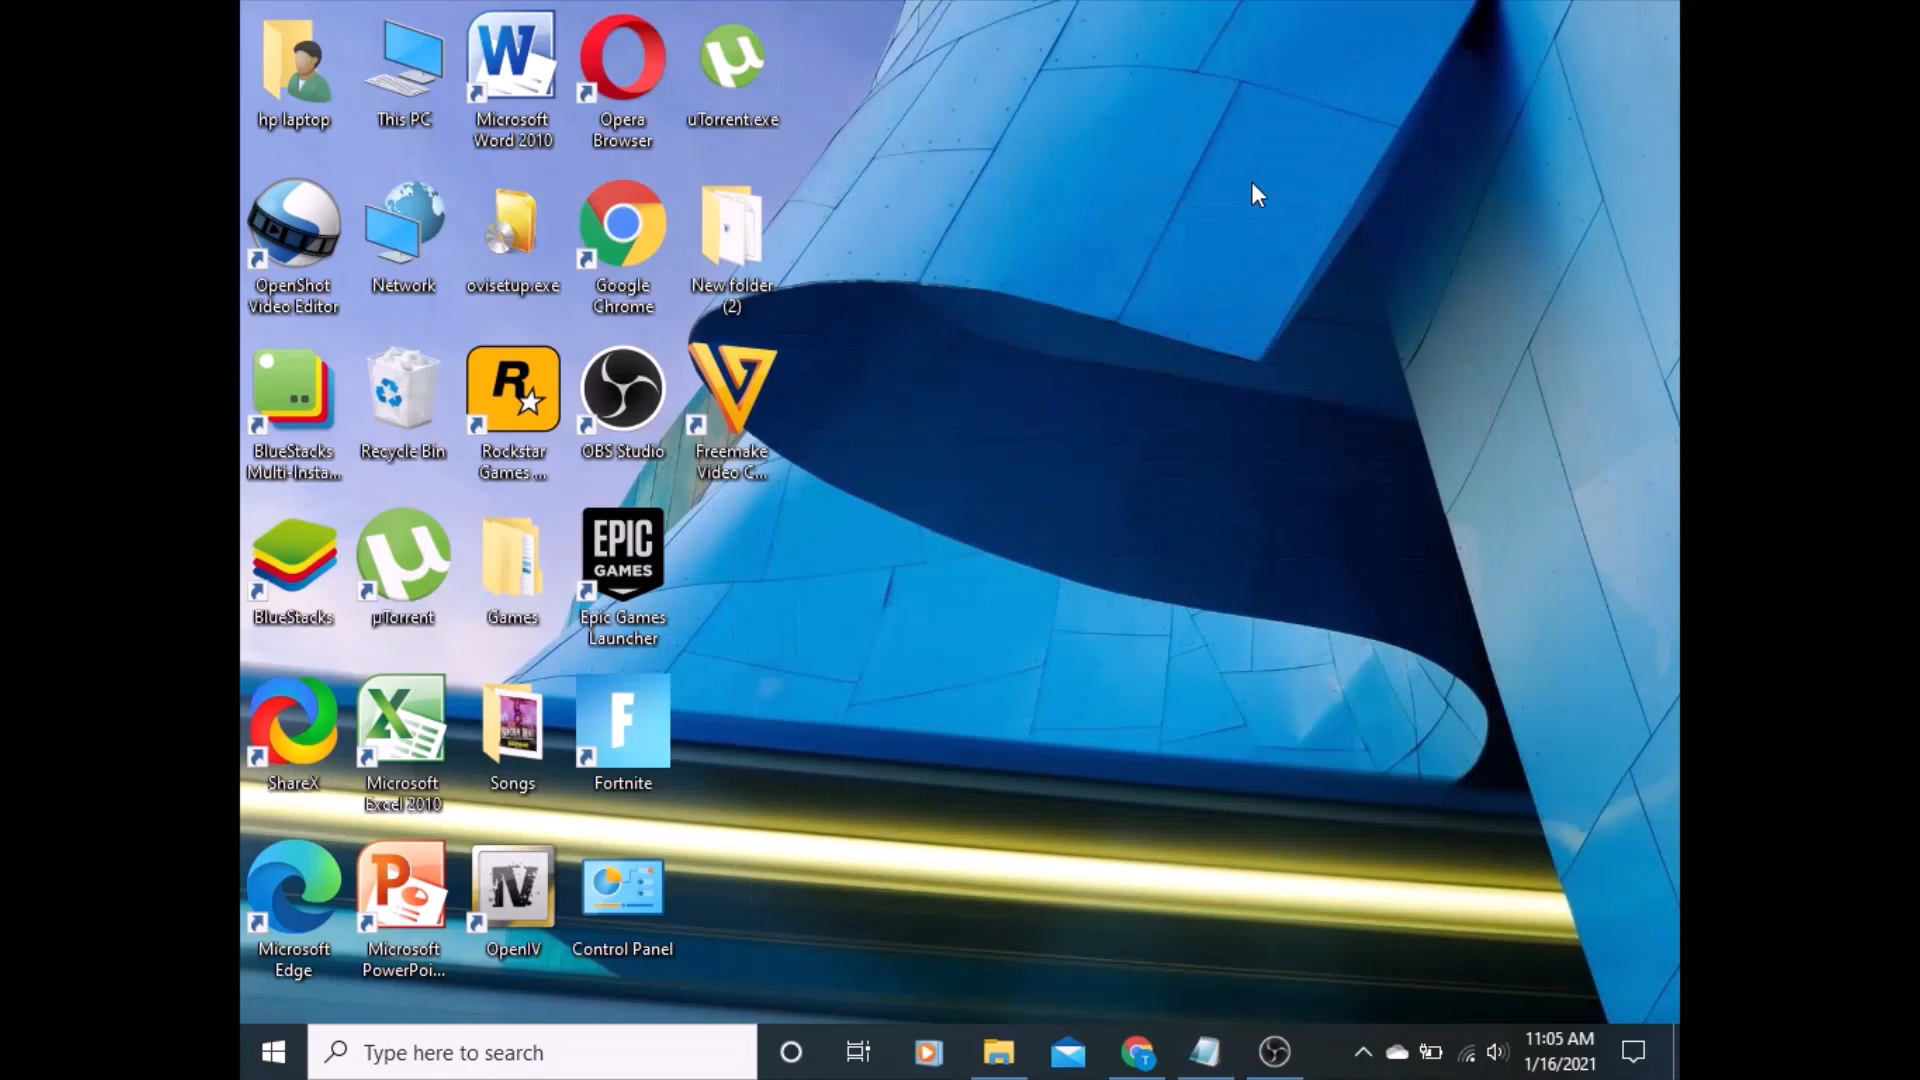 hp laptop
This PC
Microsoft
Word 2010
Opera
Browser
uTorrent.exe
OpenShot
Video Editor
Network
ovisetup.exe
Google
Chrome
New folder
(2)
BlueStacks
Multi-Insta...
Recycle Bin
Rockstar
Games ...
OBS Studio
Freemake
Video C...
BlueStacks
µTorrent
Games
EPIC
GAMES
Epic Games
Launcher
ShareX
Microsoft
Excel 2010
Songs
F
Fortnite
Microsoft
Edge
Microsoft
PowerPoi...
IV
OpenIV
Control Panel
Type here to search
11:05 AM
1/16/2021